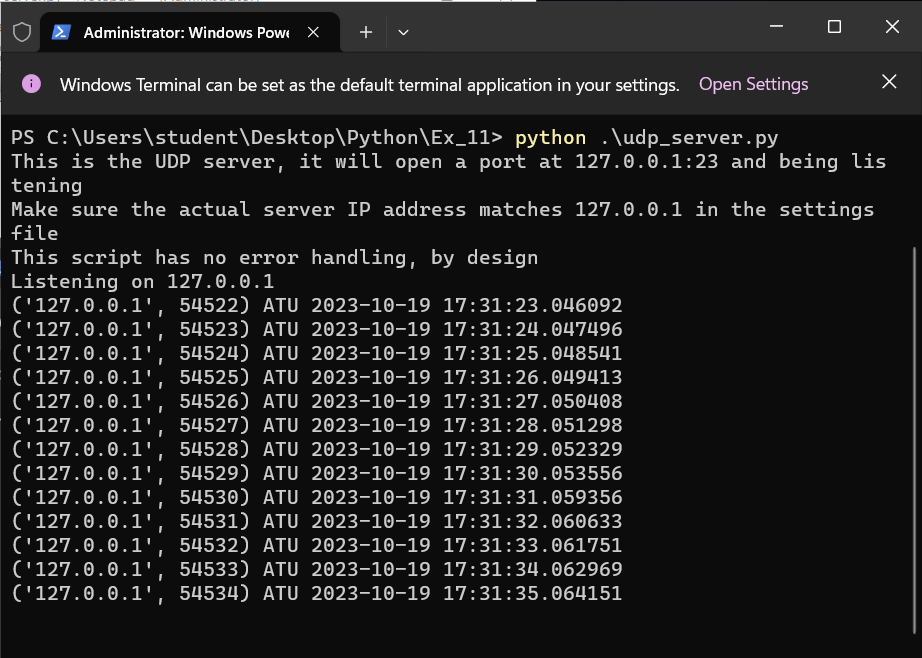 Administrator: Windows Powe
Windows Terminal can be set as the default terminal application in your settings. Open Settings
PS C:\Users\student\Desktop\Python\Ex_11> python .\udp_server.py
This is the UDP server, it will open a port at 127.0.0.1:23 and being lis
tening
Make sure the actual server IP address matches 127.0.0.1 in the settings
file
This script has no error handling, by design
Listening on 127.0.0.1
('127.0.0.1', 54522) ATU 2023-10-19 17:31:23.046092
('127.0.0.1', 54523) ATU 2023-10-19 17:31:24.047496
('127.0.0.1', 54524) ATU 2023-10-19 17:31:25.048541
('127.0.0.1', 54525) ATU 2023-10-19 17:31:26.049413
('127.0.0.1', 54526) ATU 2023-10-19 17:31:27.050408
('127.0.0.1', 54527) ATU 2023-10-19 17:31:28.051298
('127.0.0.1', 54528) ATU 2023-10-19 17:31:29.052329
('127.0.0.1', 54529) ATU 2023-10-19 17:31:30.053556
('127.0.0.1', 54530) ATU 2023-10-19 17:31:31.059356
('127.0.0.1', 54531) ATU 2023-10-19 17:31:32.060633
('127.0.0.1', 54532) ATU 2023-10-19 17:31:33.061751
('127.0.0.1', 54533) ATU 2023-10-19 17:31:34.062969
('127.0.0.1', 54534) ATU 2023-10-19 17:31:35.064151